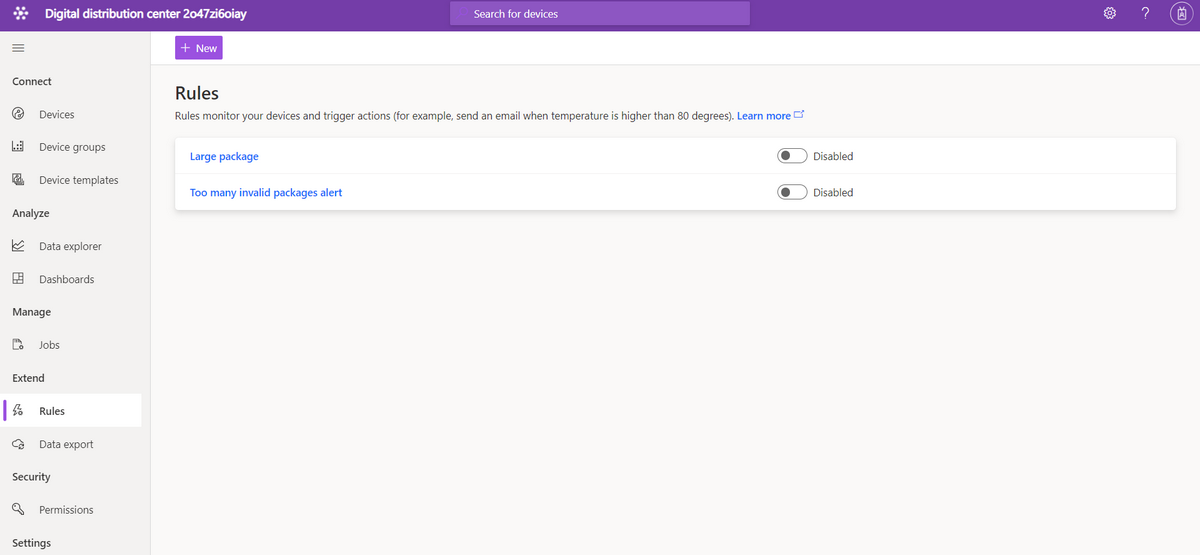 Digital distribution center 2o47zi6oiay
Search for devices
?
+ New
Connect
Devices
Device groups
Device templates
Analyze
Data explorer
Dashboards
Manage
Jobs
Extend
Rules
Data export
Security
Permissions
Settings
Rules
Rules monitor your devices and trigger actions (for example, send an email when temperature is higher than 80 degrees). Learn more
Large package Disabled
Too many invalid packages alert Disabled